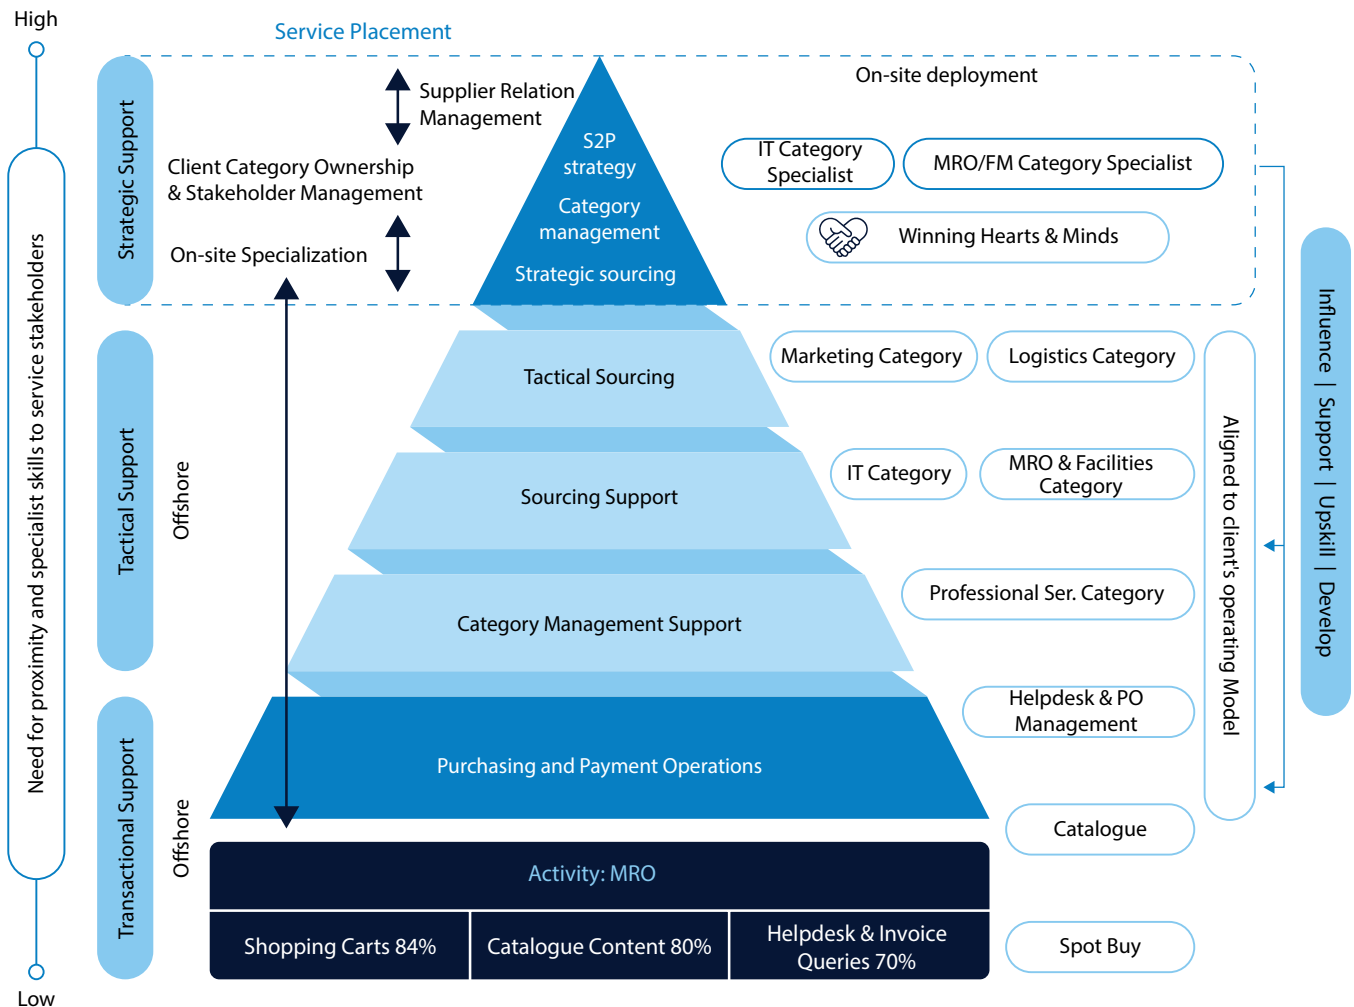 High
Service Placement
On-site deployment
Supplier Relation
Management
S2P
strategy
IT Category
Specialist
MRO/FM Category Specialist
Client Category Ownership
& Stakeholder Management
Category
management
Winning Hearts & Minds
On-site Specialization
Strategic sourcing
Strategic Support
Need for proximity and specialist skills to service stakeholders
Influence | Support | Upskill | Develop
Tactical Support
Offshore
Tactical Sourcing
Marketing Category
Logistics Category
Aligned to client's operating Model
Sourcing Support
IT Category
MRO & Facilities
Category
Category Management Support
Professional Ser. Category
Transactional Support
Offshore
Purchasing and Payment Operations
Helpdesk & PO
Management
Catalogue
Activity: MRO
Shopping Carts 84%
Catalogue Content 80%
Helpdesk & Invoice
Queries 70%
Spot Buy
Low